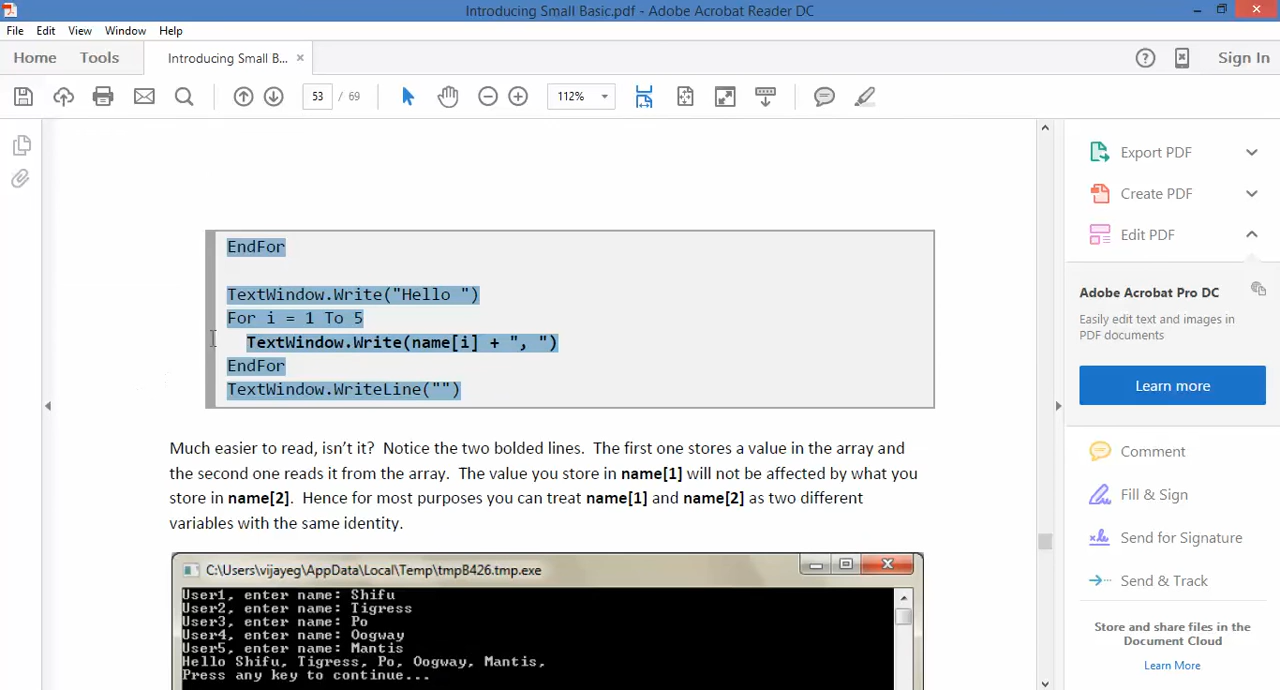 Introducing Small Basic.pdf - Adobe Acrobat Reader DC
File Edit View Window Help
Home Tools Introducing Small B... × Sign In
53 / 69 112%
EndFor
TextWindow.Write("Hello ")
For i = 1 To 5
TextWindow.Write(name[i] + ", ")
EndFor
TextWindow.WriteLine("")
Much easier to read, isn't it? Notice the two bolded lines. The first one stores a value in the array and
the second one reads it from the array. The value you store in name[1] will not be affected by what you
store in name[2]. Hence for most purposes you can treat name[1] and name[2] as two different
variables with the same identity.
C:\Users\vijayeg\AppData\Local\Temp\tmpB426.tmp.exe
User1, enter name: Shifu
User2, enter name: Tigress
User3, enter name: Po
User4, enter name: Oogway
User5, enter name: Mantis
Hello Shifu, Tigress, Po, Oogway, Mantis,
Press any key to continue...
Export PDF
Create PDF
Edit PDF
Adobe Acrobat Pro DC
Easily edit text and images in
PDF documents
Learn more
Comment
Fill & Sign
Send for Signature
Send & Track
Store and share files in the
Document Cloud
Learn More